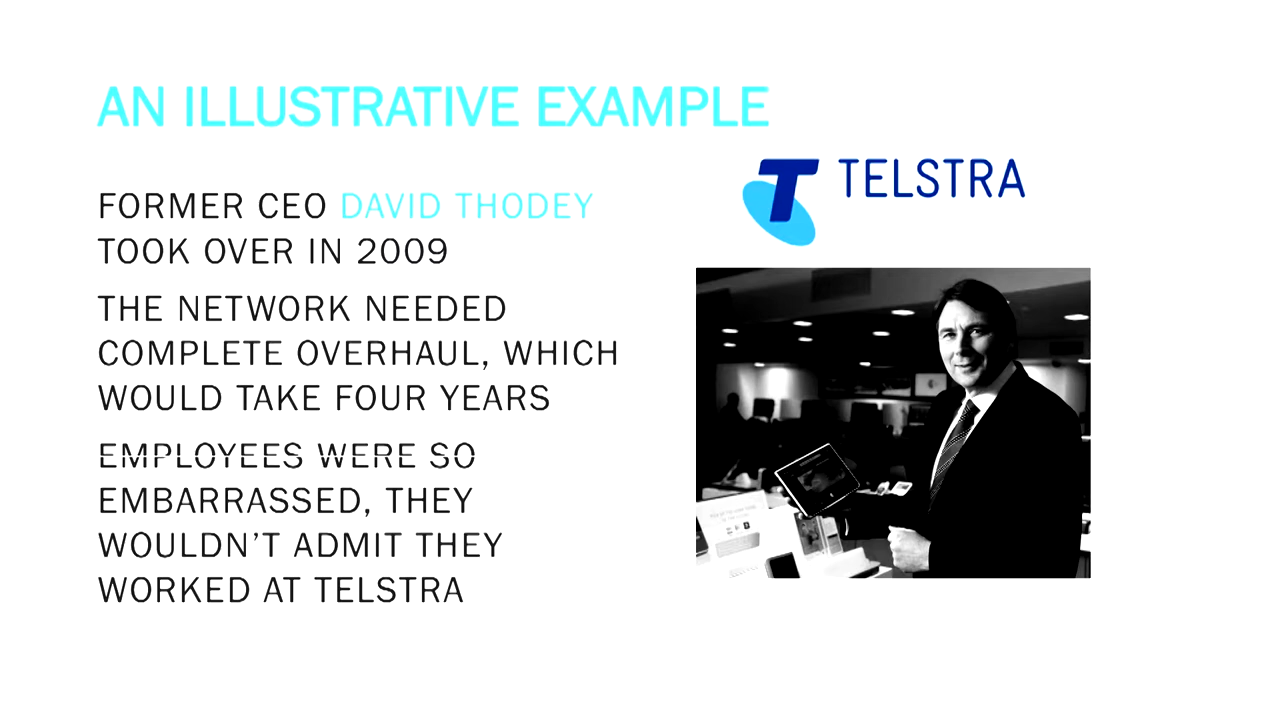 AN ILLUSTRATIVE EXAMPLE
TELSTRA
FORMER CEO DAVID THODEY
TOOK OVER IN 2009
THE NETWORK NEEDED
COMPLETE OVERHAUL, WHICH
WOULD TAKE FOUR YEARS
EMPLOYEES WERE SO
EMBARRASSED, THEY
WOULDN'T ADMIT THEY
WORKED AT TELSTRA